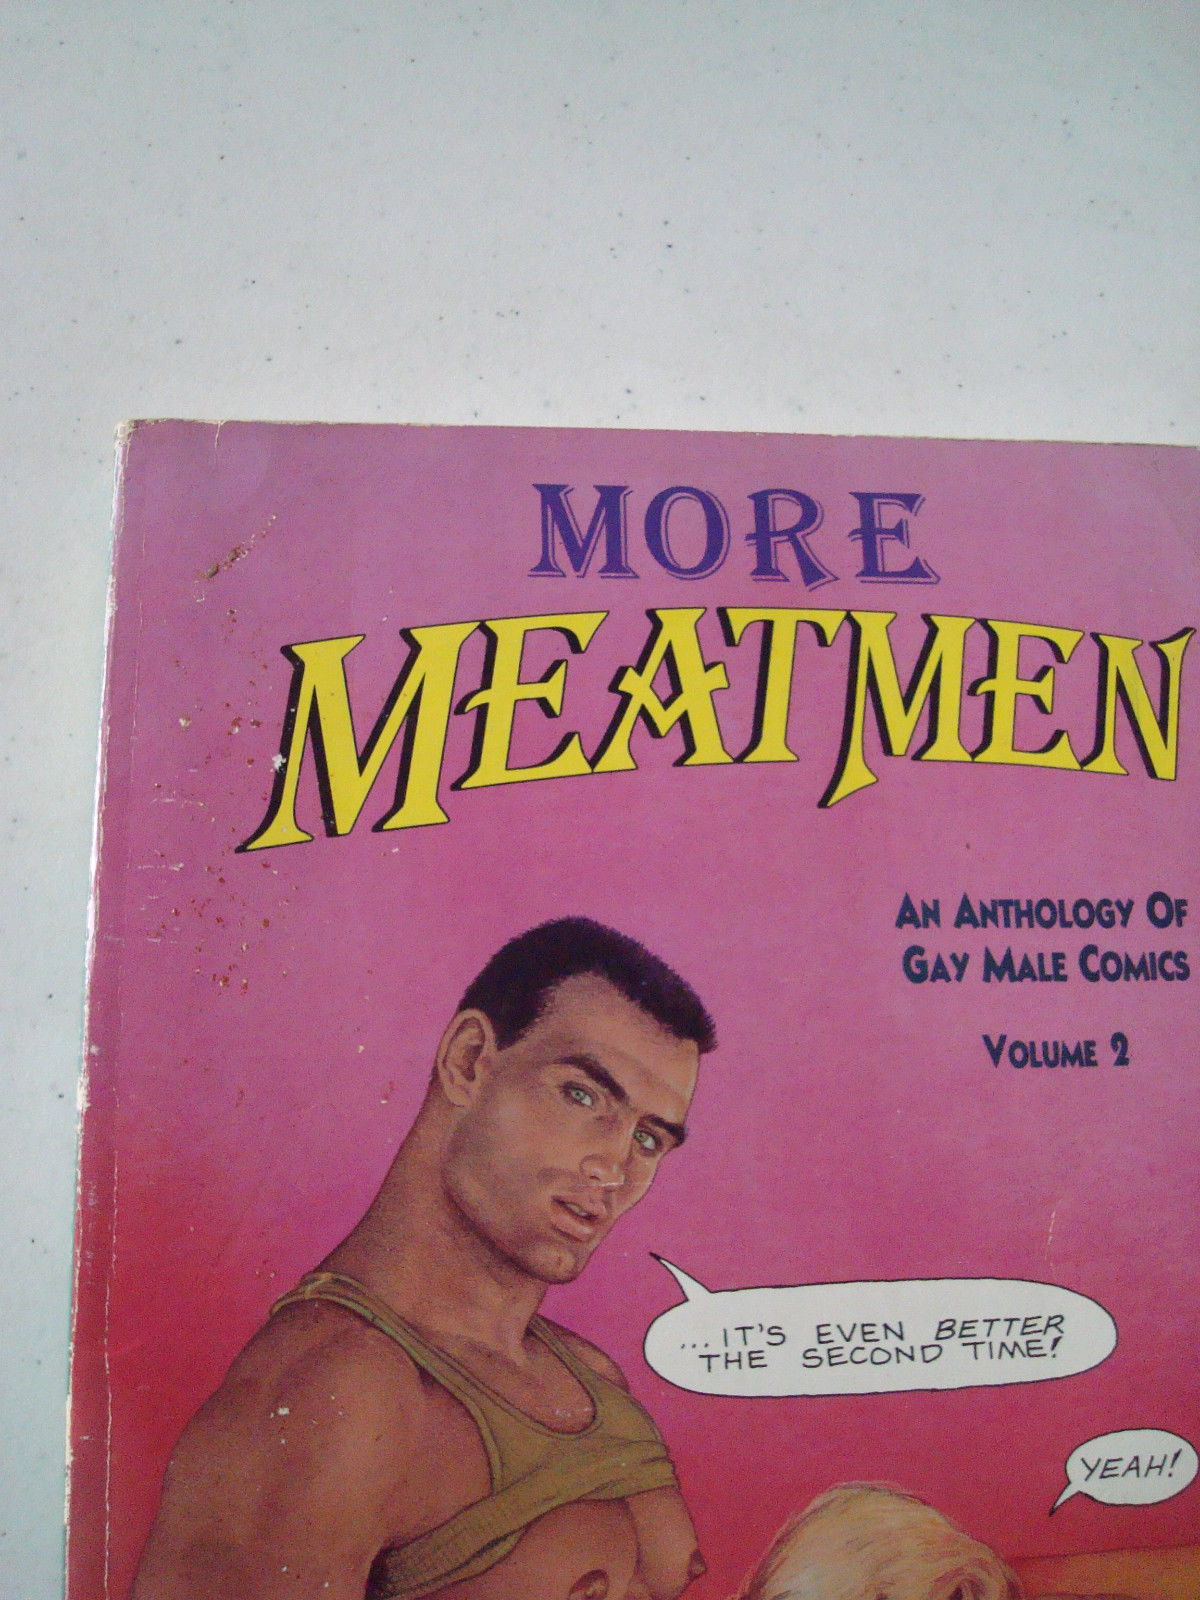 MORE
MEATMEN
AN ANTHOLOGY OF
GAY MALE COMICS
VOLUME 2
...IT'S EVEN BETTER
THE SECOND TIME!
YEAH!